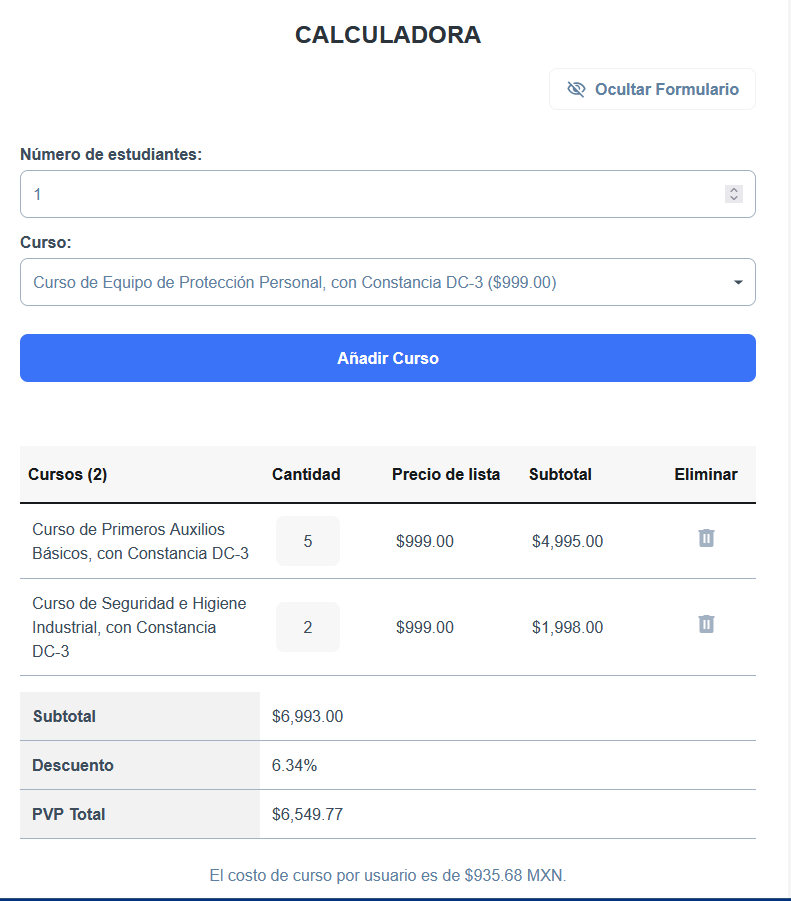 CALCULADORA
Ocultar Formulario
Número de estudiantes:
1
Curso:
Curso de Equipo de Protección Personal, con Constancia DC-3 ($999.00)
Añadir Curso
Cursos (2) Cantidad Precio de lista Subtotal Eliminar
Curso de Primeros Auxilios
Básicos, con Constancia DC-3
5 $999.00 $4,995.00
Curso de Seguridad e Higiene
Industrial, con Constancia
DC-3
2 $999.00 $1,998.00
Subtotal $6,993.00
Descuento 6.34%
PVP Total $6,549.77
El costo de curso por usuario es de $935.68 MXN.